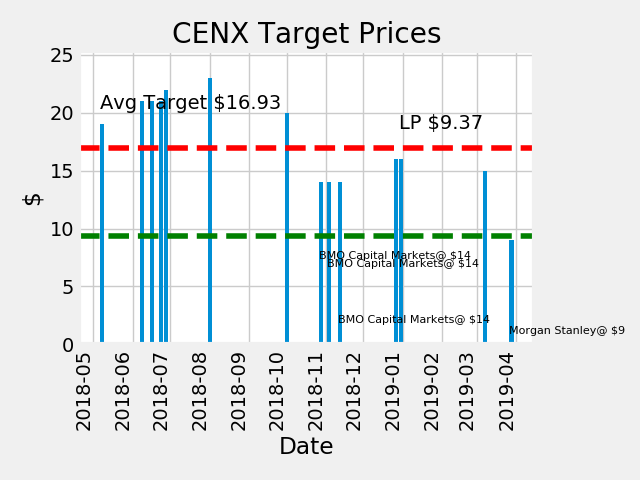 CENX Target Prices
25
20
15
10
5
0
$
Avg Target $16.93
LP $9.37
BMO Capital Markets@ $14
BMO Capital Markets@ $14
BMO Capital Markets@ $14
Morgan Stanley@ $9
2018-05
2018-06
2018-07
2018-08
2018-09
2018-10
2018-11
2018-12
2019-01
2019-02
2019-03
2019-04
Date